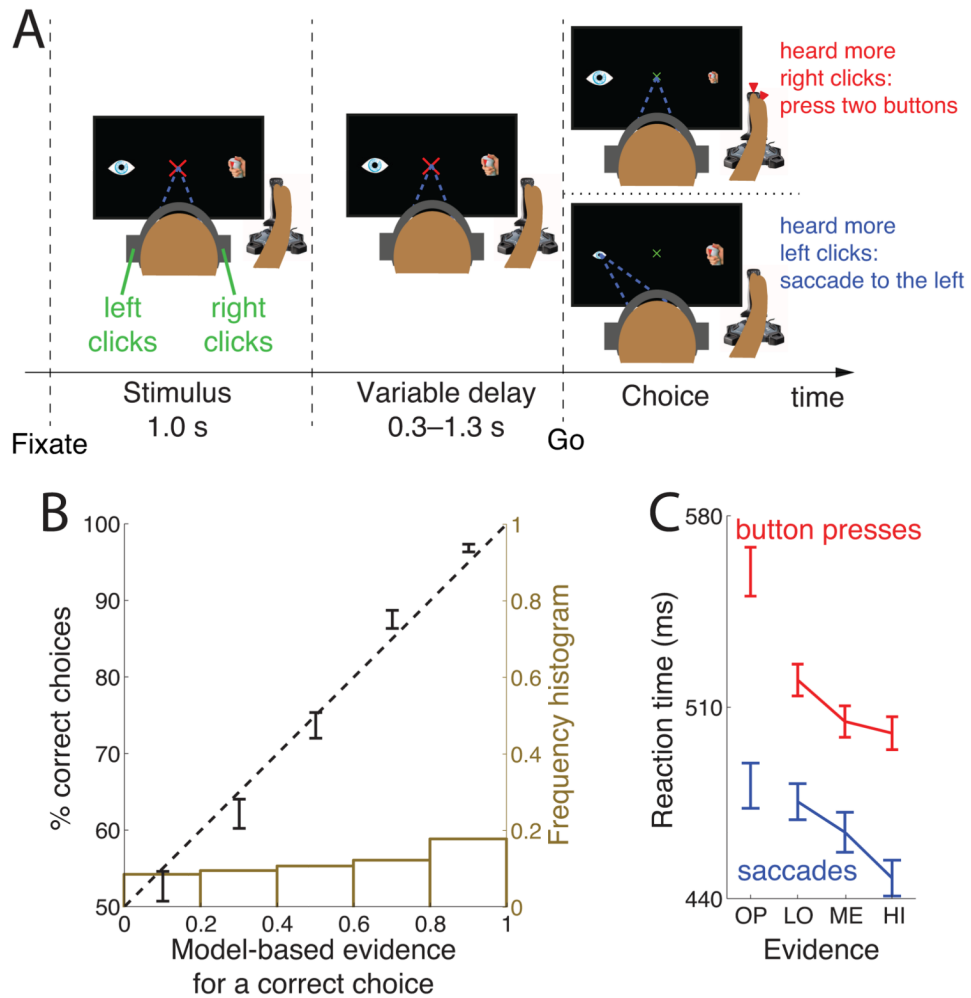 A
heard more
right clicks:
press two buttons
heard more
left clicks:
saccade to the left
left
clicks
right
clicks
Stimulus
1.0 s
Variable delay
0.3–1.3 s
Choice
time
Fixate
Go
B
% correct choices
100
90
80
70
60
50
0
0.2
0.4
0.6
0.8
1
Model-based evidence
for a correct choice
1
0.8
0.6
0.4
0.2
0
Frequency histogram
C
Reaction time (ms)
580
510
440
button presses
saccades
OP
LO
ME
HI
Evidence